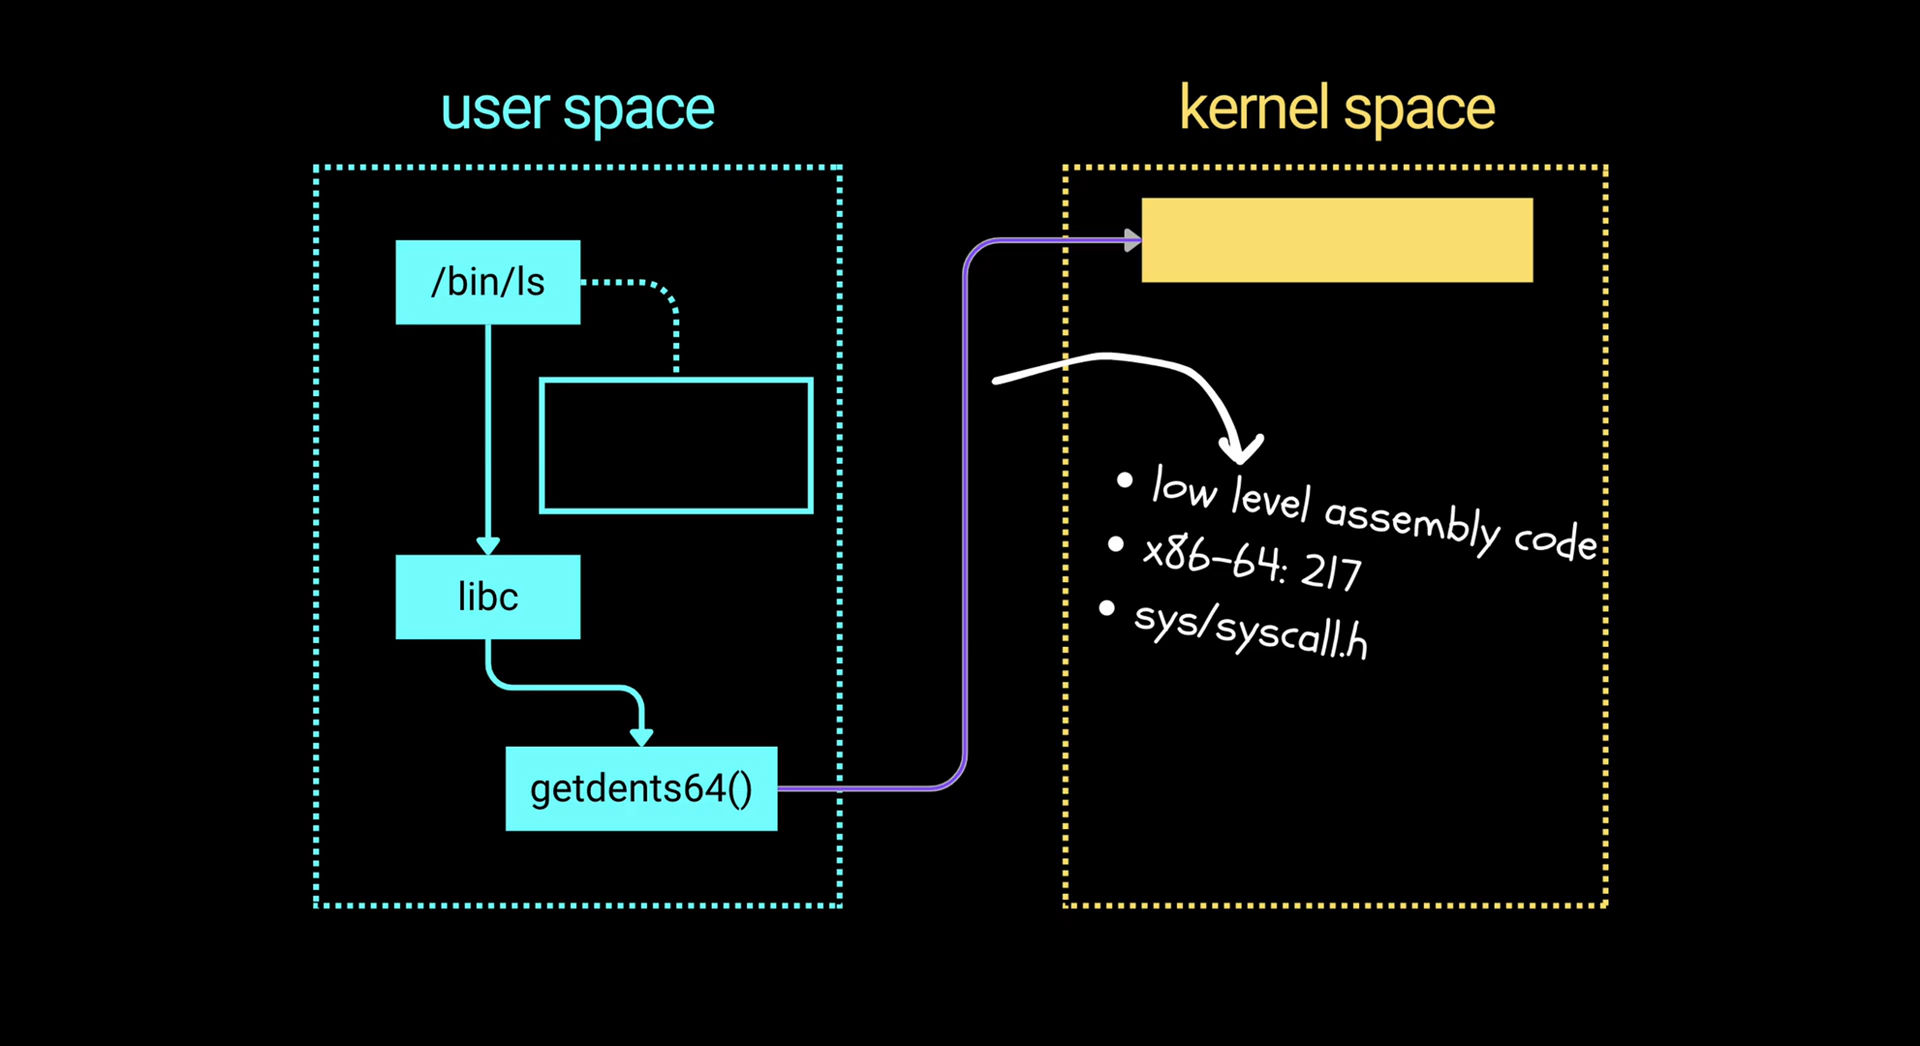 user space
kernel space
/bin/ls
libc
getdents64()
• low level assembly code
• x86-64: 217
• sys/syscall.h